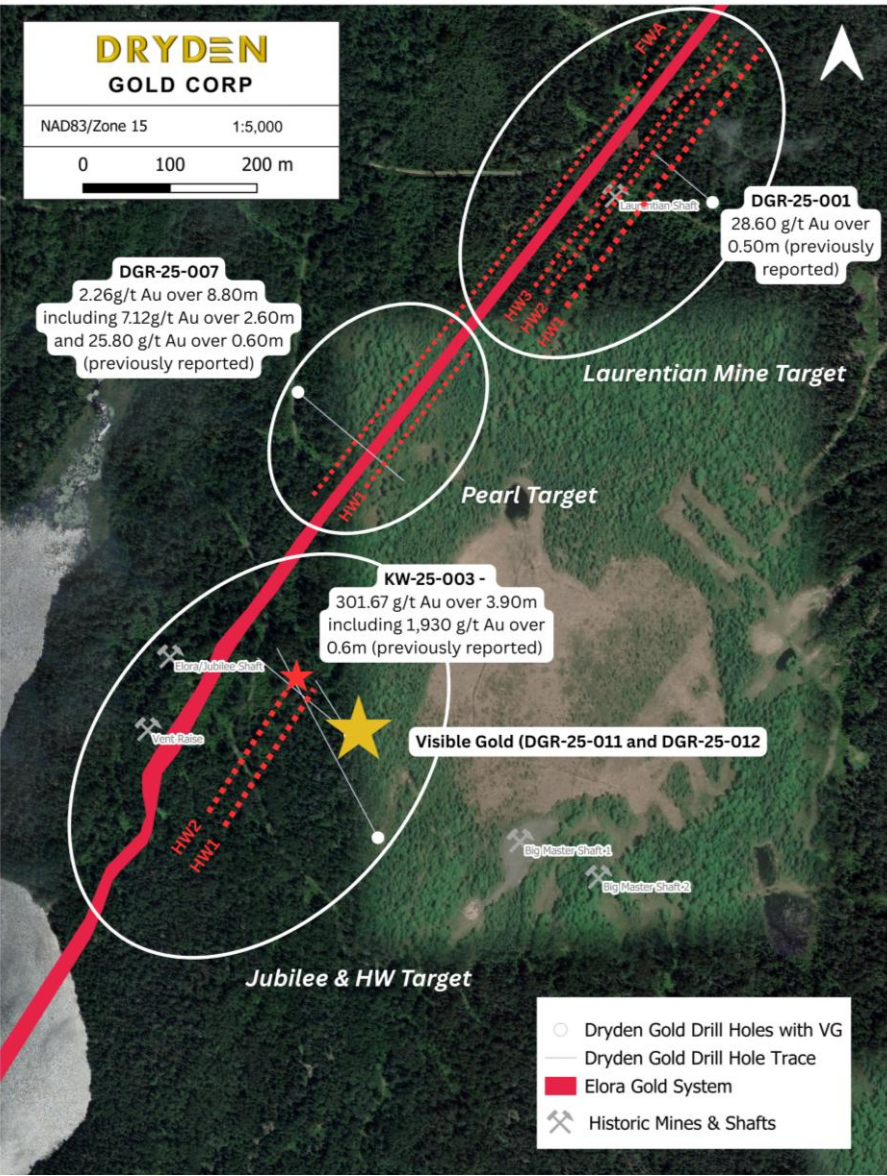 DRYDEN
GOLD CORP
NAD83/Zone 15 1:5,000
0 100 200 m
FWA
Laurentian Shaft
DGR-25-001
28.60 g/t Au over
0.50m (previously
reported)
HW3
HW2
HW1
Laurentian Mine Target
DGR-25-007
2.26g/t Au over 8.80m
including 7.12g/t Au over 2.60m
and 25.80 g/t Au over 0.60m
(previously reported)
HW1
Pearl Target
KW-25-003 -
301.67 g/t Au over 3.90m
including 1,930 g/t Au over
0.6m (previously reported)
Elora/Jubilee Shaft
Vent Raise
Visible Gold (DGR-25-011 and DGR-25-012
HW2
HW1
Big Master Shaft-1
Big Master Shaft-2
Jubilee & HW Target
Dryden Gold Drill Holes with VG
Dryden Gold Drill Hole Trace
Elora Gold System
Historic Mines & Shafts